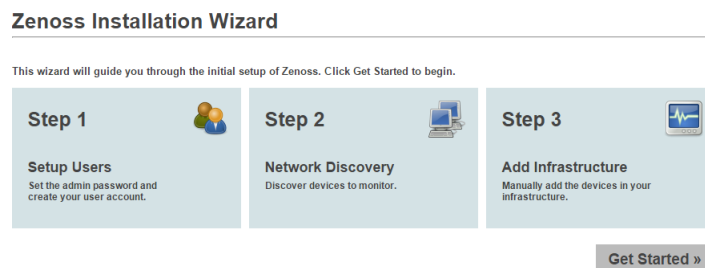 Zenoss Installation Wizard
This wizard will guide you through the initial setup of Zenoss. Click Get Started to begin.
Step 1
Setup Users
Set the admin password and
create your user account.
Step 2
Network Discovery
Discover devices to monitor.
Step 3
Add Infrastructure
Manually add the devices in your
infrastructure.
Get Started »